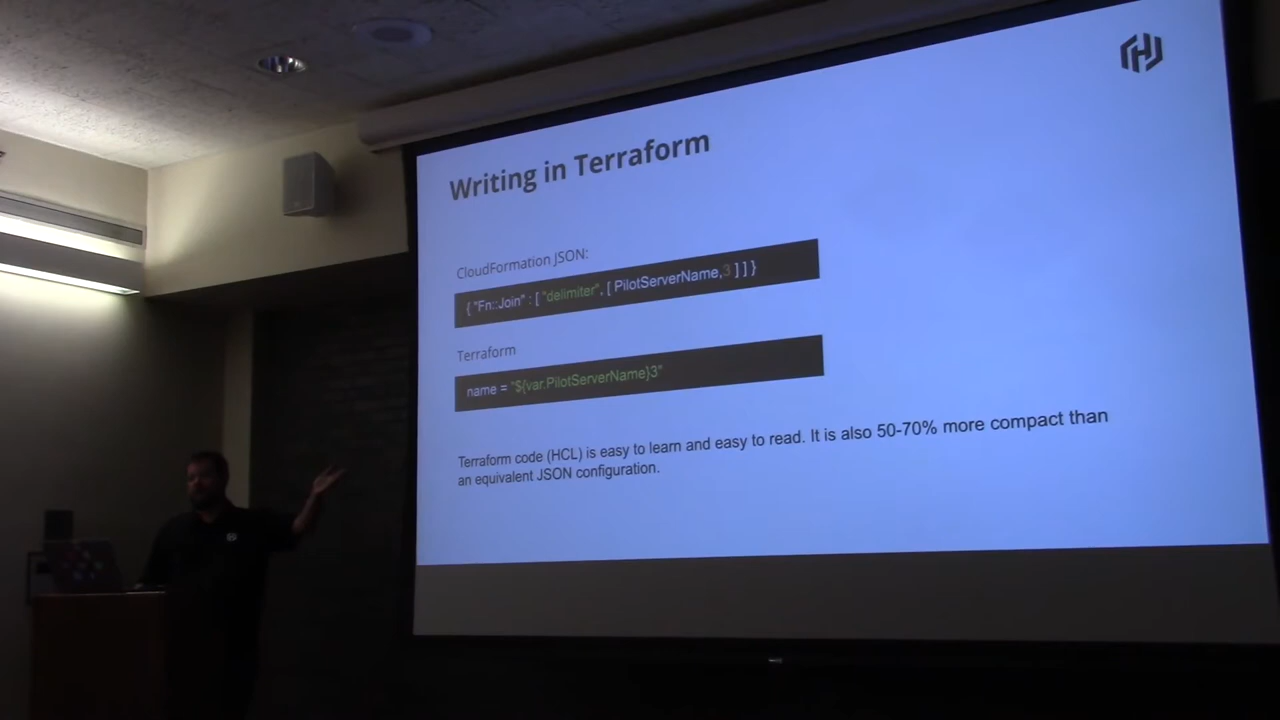 Writing in Terraform
CloudFormation JSON:
{ "Fn::Join" : [ "delimiter", [ PilotServerName,3 ] ] }
Terraform
name = "${var.PilotServerName}3"
Terraform code (HCL) is easy to learn and easy to read. It is also 50-70% more compact than
an equivalent JSON configuration.